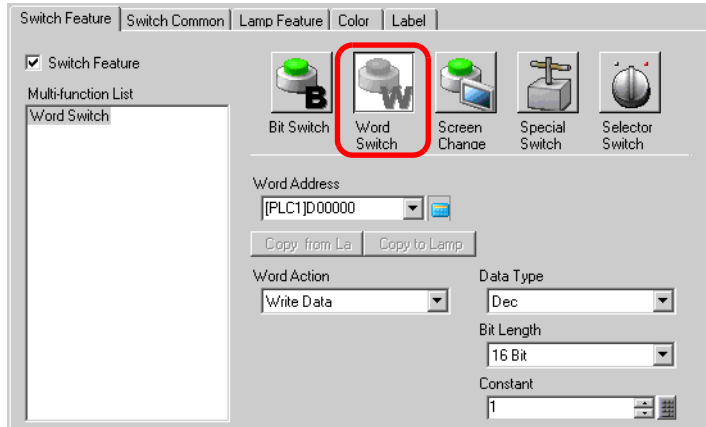 Switch Feature Switch Common Lamp Feature Color Label
Switch Feature
Multi-function List
Word Switch
B
W
Bit Switch
Word Switch
Screen Change
Special Switch
Selector Switch
Word Address
[PLC1]D00000
Copy from La Copy to Lamp
Word Action
Write Data
Data Type
Dec
Bit Length
16 Bit
Constant
1